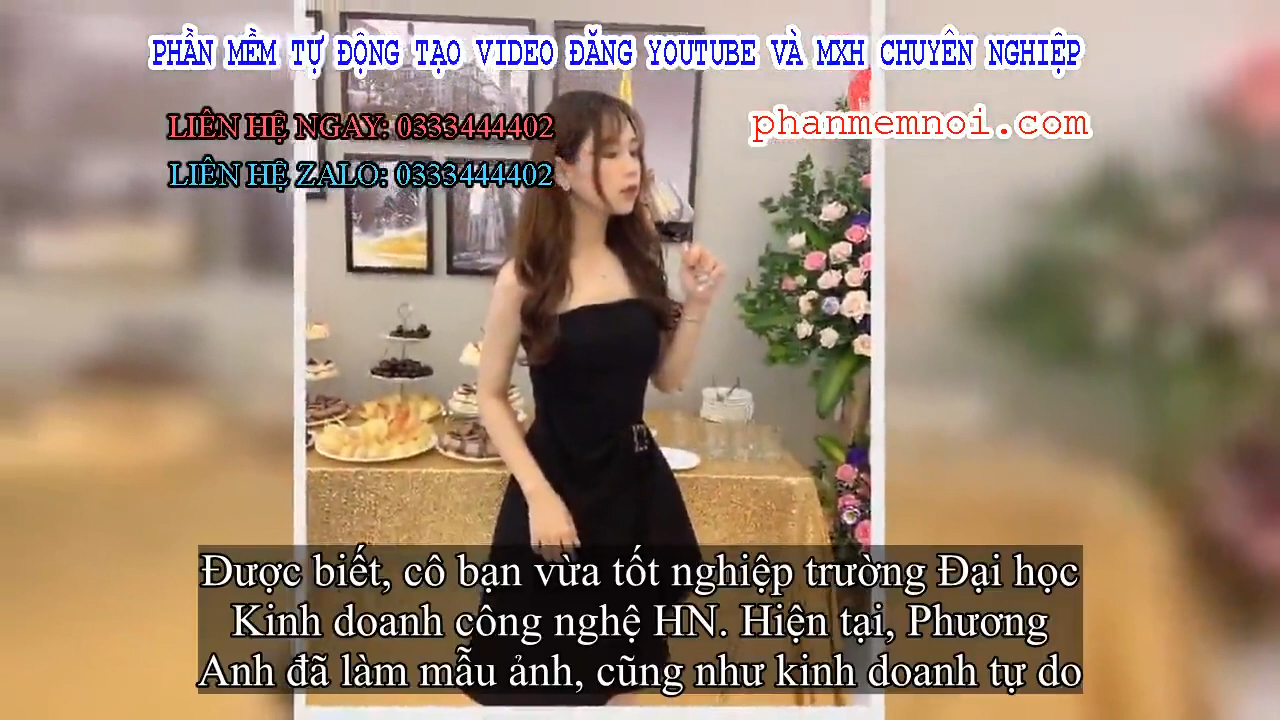 PHẦN MỀM TỰ ĐỘNG TẠO VIDEO ĐĂNG YOUTUBE VÀ MXH CHUYÊN NGHIỆP
LIÊN HỆ NGAY: 0333444402
phanmemnoi.com
LIÊN HỆ ZALO: 0333444402
Được biết, cô bạn vừa tốt nghiệp trường Đại học
Kinh doanh công nghệ HN. Hiện tại, Phương
Anh đã làm mẫu ảnh, cũng như kinh doanh tự do